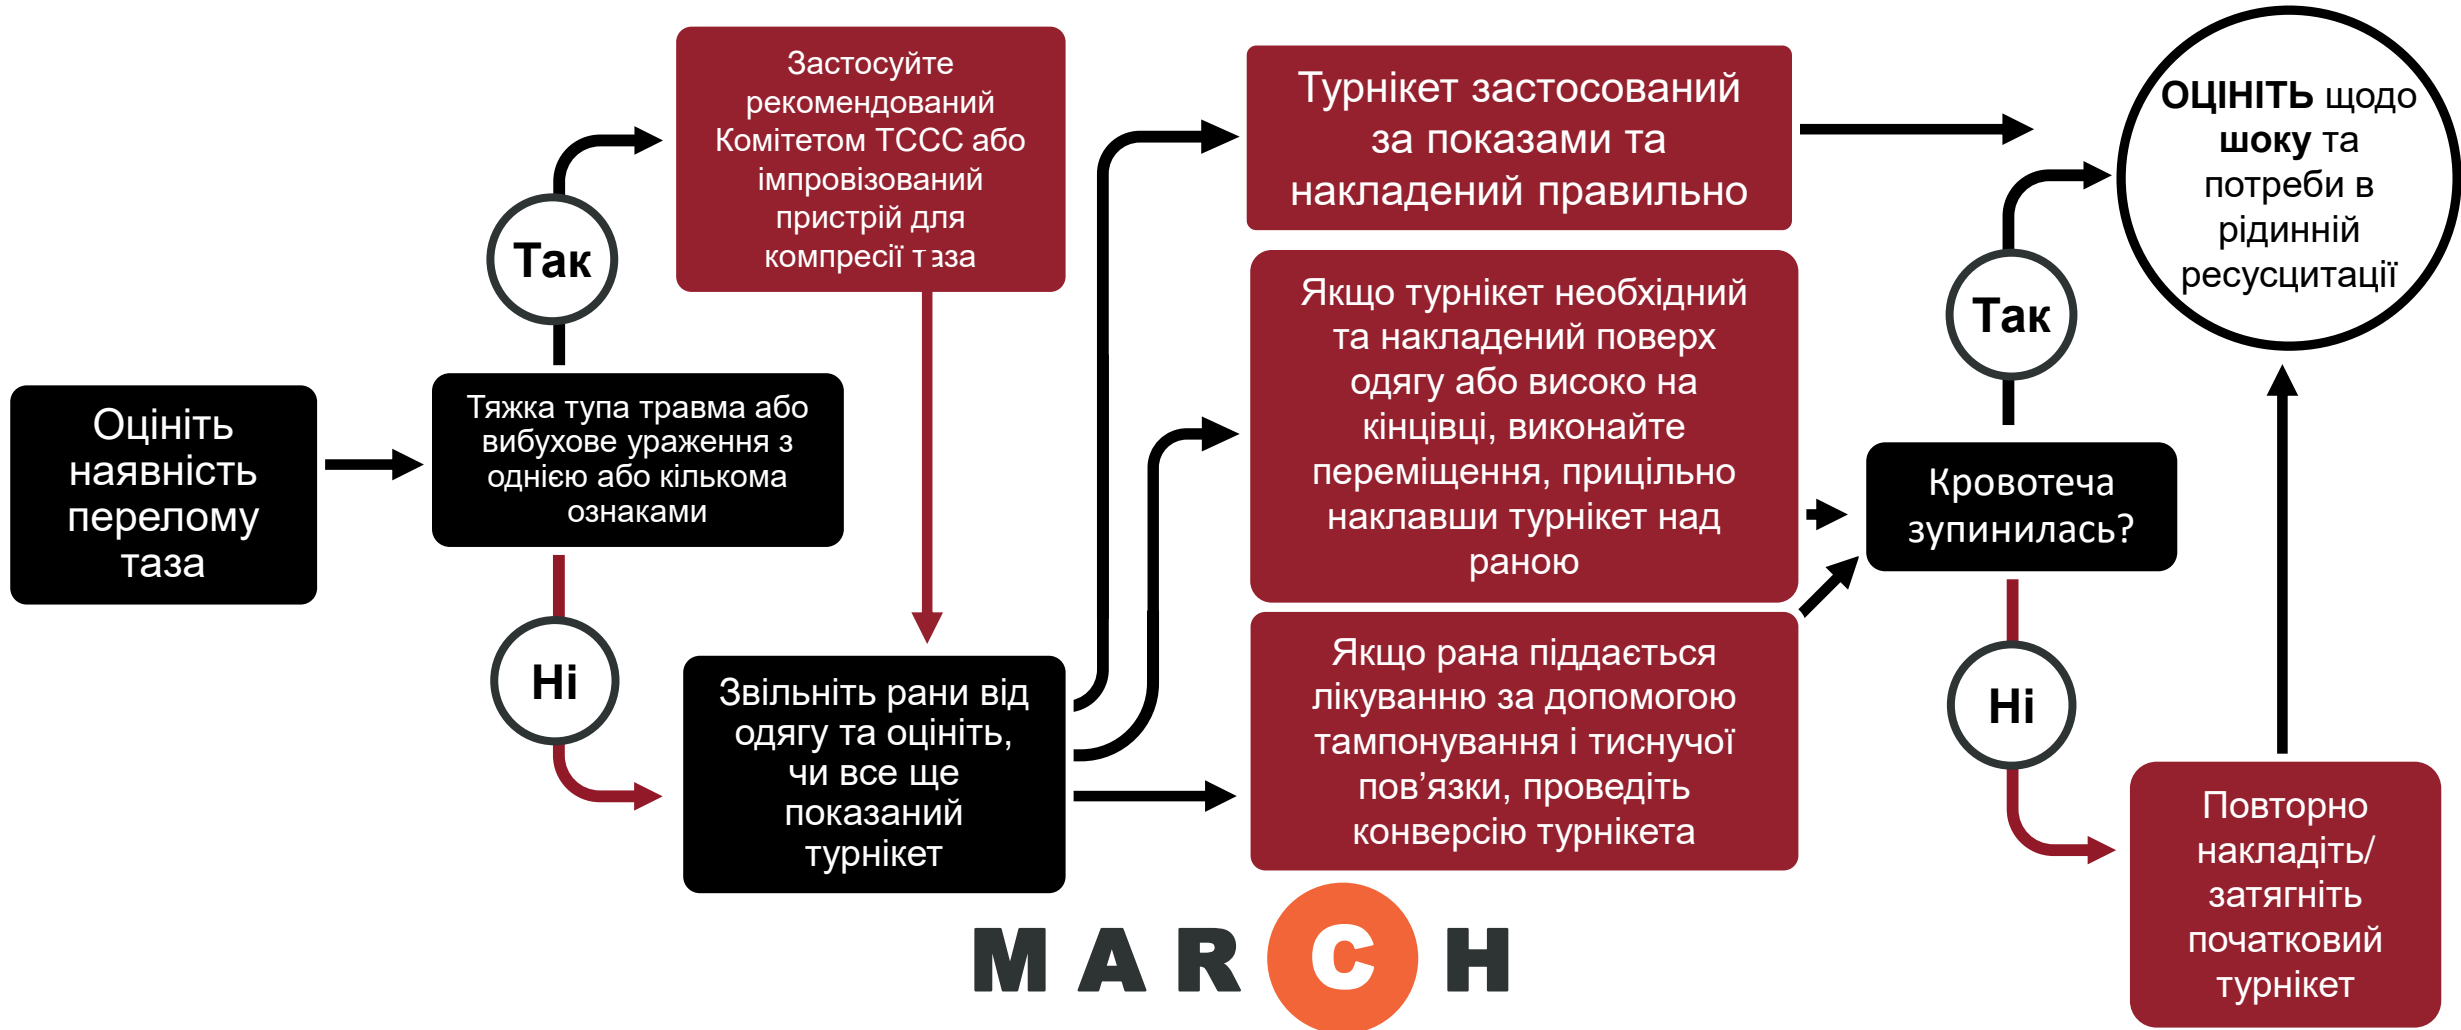 Оцініть
наявність
перелому
таза
Тяжка тупа травма або
вибухове ураження з
однією або кількома
ознаками
Так
Ні
Застосуйте
рекомендований
Комітетом ТССС або
імпровізований
пристрій для
компресії таза
Звільніть рани від
одягу та оцініть,
чи все ще
показаний
турнікет
Турнікет застосований
за показами та
накладений правильно
Якщо турнікет необхідний
та накладений поверх
одягу або високо на
кінцівці, виконайте
переміщення, прицільно
наклавши турнікет над
раною
Якщо рана піддається
лікуванню за допомогою
тампонування і тиснучої
пов’язки, проведіть
конверсію турнікета
Кровотеча
зупинилась?
Так
Ні
ОЦІНІТЬ щодо
шоку та
потреби в
рідинній
ресусцитації
Повторно
накладіть/
затягніть
початковий
турнікет
MARCH